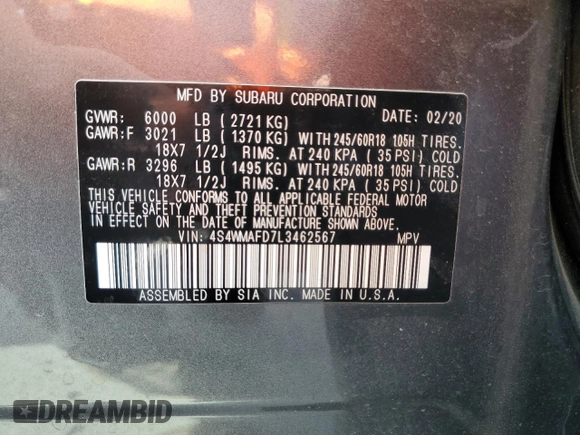 MFD BY SUBARU CORPORATION
GVWR: 6000 LB ( 2721 KG) DATE: 02/20
GAWR:F 3021 LB ( 1370 KG) WITH 245/60R18 105H TIRES.
18X7 1/2J RIMS. AT 240 KPA ( 35 PSI) COLD
GAWR:R 3296 LB ( 1495 KG) WITH 245/60R18 105H TIRES.
18X7 1/2J RIMS. AT 240 KPA ( 35 PSI) COLD
THIS VEHICLE CONFORMS TO ALL APPLICABLE FEDERAL MOTOR
VEHICLE SAFETY AND THEFT PREVENTION STANDARDS
IN EFFECT ON THE DATE OF MANUFACTURE SHOWN ABOVE.
VIN: 4S4WMAFD7L3462567 MPV
ASSEMBLED BY SIA INC. MADE IN U.S.A.
DREAMBID